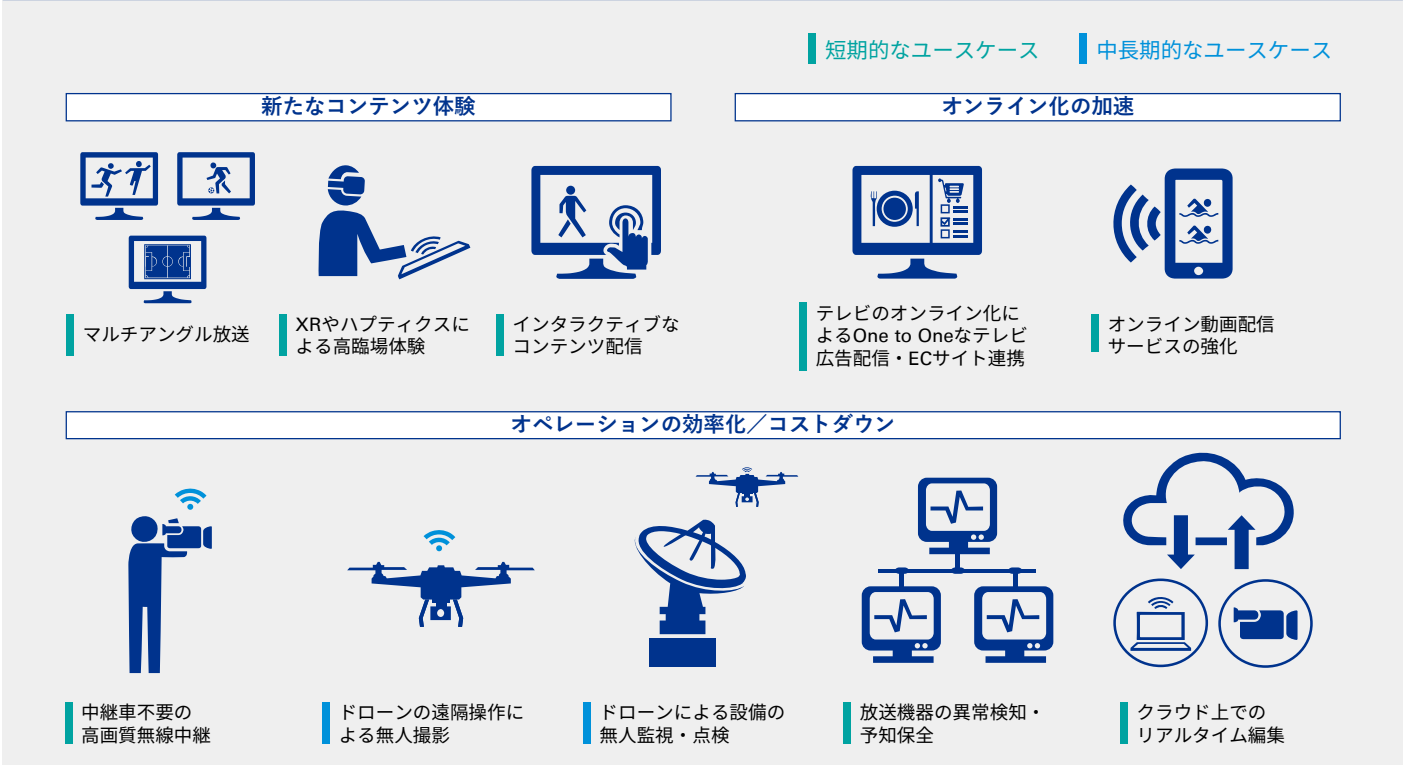 短期的なユースケース
中長期的なユースケース
新たなコンテンツ体験
マルチアングル放送
XRやハプティクスに
よる高臨場体験
インタラクティブな
コンテンツ配信
オンライン化の加速
テレビのオンライン化に
よるOne to Oneなテレビ
広告配信・ECサイト連携
オンライン動画配信
サービスの強化
オペレーションの効率化／コストダウン
中継車不要の
高画質無線中継
ドローンの遠隔操作に
よる無人撮影
ドローンによる設備の
無人監視・点検
放送機器の異常検知・
予知保全
クラウド上での
リアルタイム編集